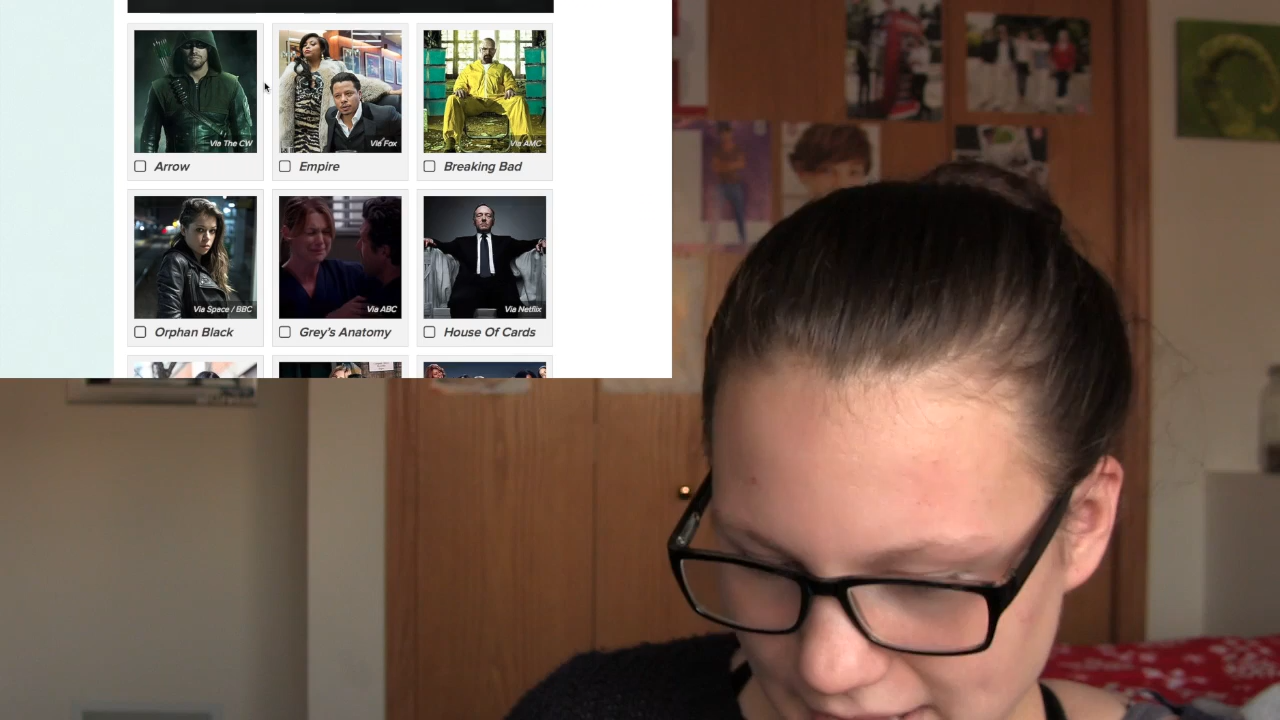 Via The CW
Via Fox
Via AMC
Arrow
Empire
Breaking Bad
Via Space / BBC
Via ABC
Via Netflix
Orphan Black
Grey's Anatomy
House Of Cards